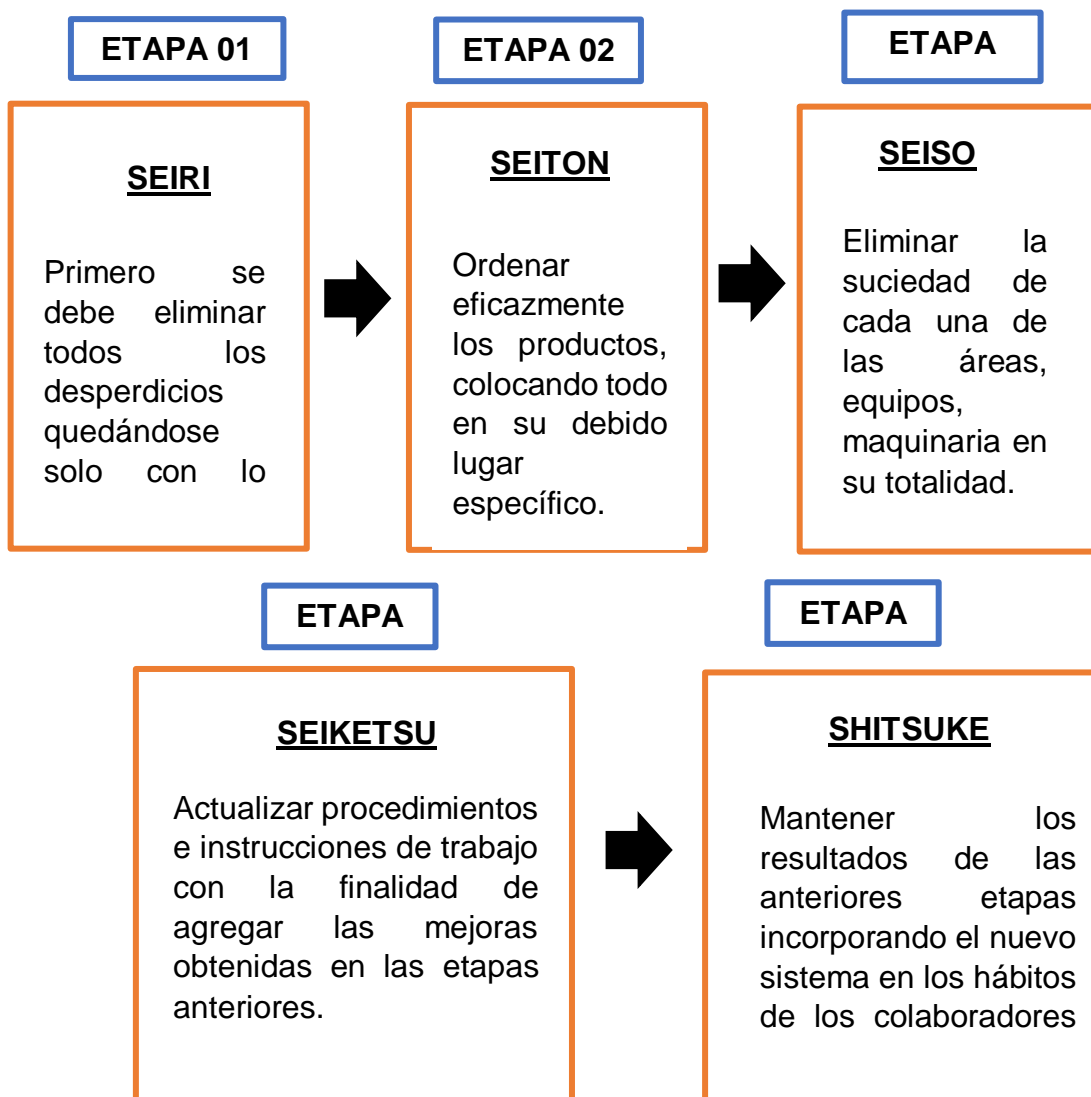 ETAPA 01
SEIRI
Primero se
debe eliminar
todos los
desperdicios
quedándose
solo con lo
ETAPA 02
SEITON
Ordenar
eficazmente
los productos,
colocando todo
en su debido
lugar
específico.
ETAPA
SEISO
Eliminar la
suciedad de
cada una de
las áreas,
equipos,
maquinaria en
su totalidad.
ETAPA
SEIKETSU
Actualizar procedimientos
e instrucciones de trabajo
con la finalidad de
agregar las mejoras
obtenidas en las etapas
anteriores.
ETAPA
SHITSUKE
Mantener los
resultados de las
anteriores etapas
incorporando el nuevo
sistema en los hábitos
de los colaboradores